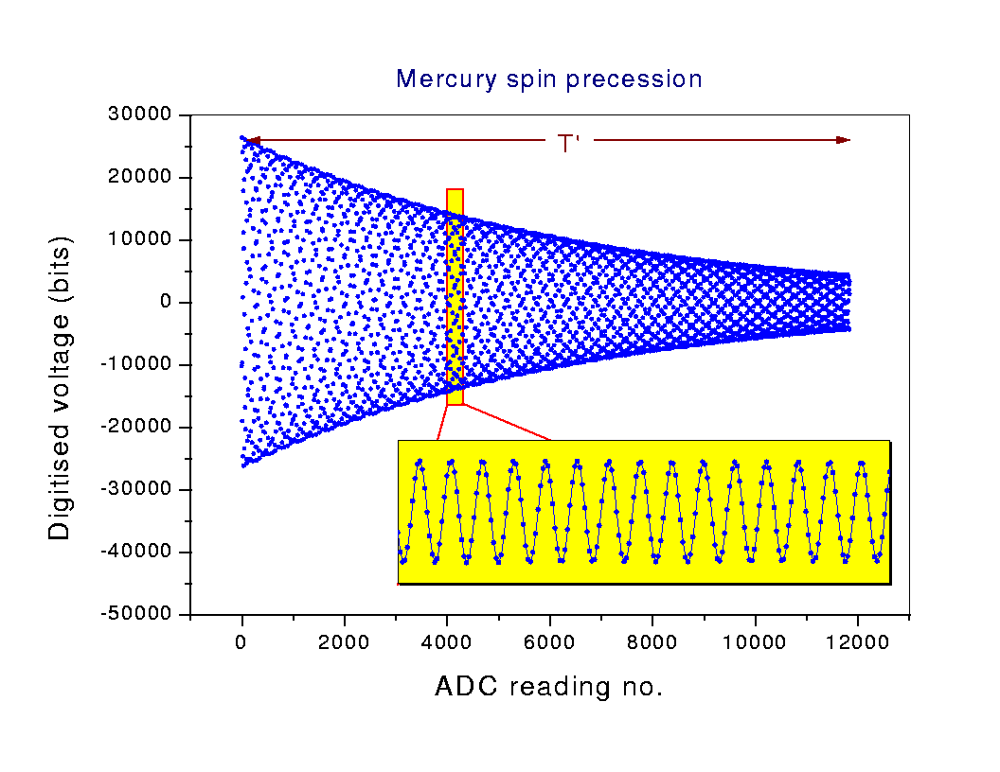 Mercury spin precession
30000
20000
10000
0
-10000
-20000
-30000
-40000
-50000
Digitised voltage (bits)
T'
0 2000 4000 6000 8000 10000 12000
ADC reading no.